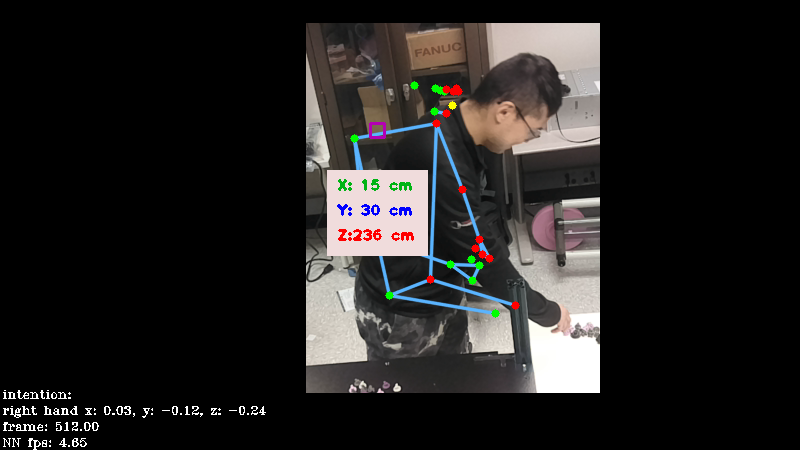 FANUC
X: 15 cm
Y: 30 cm
Z:236 cm
intention:
right hand x: 0.03, y: -0.12, z: -0.24
frame: 512.00
NN fps: 4.65